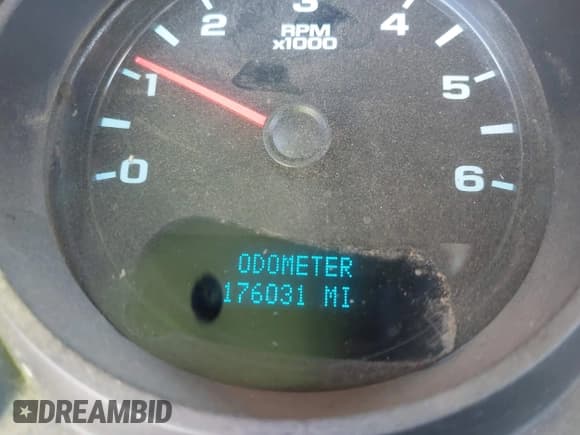 2 3 4
RPM
x1000
1 5
0 6
ODOMETER
176031 MI
DREAMBID